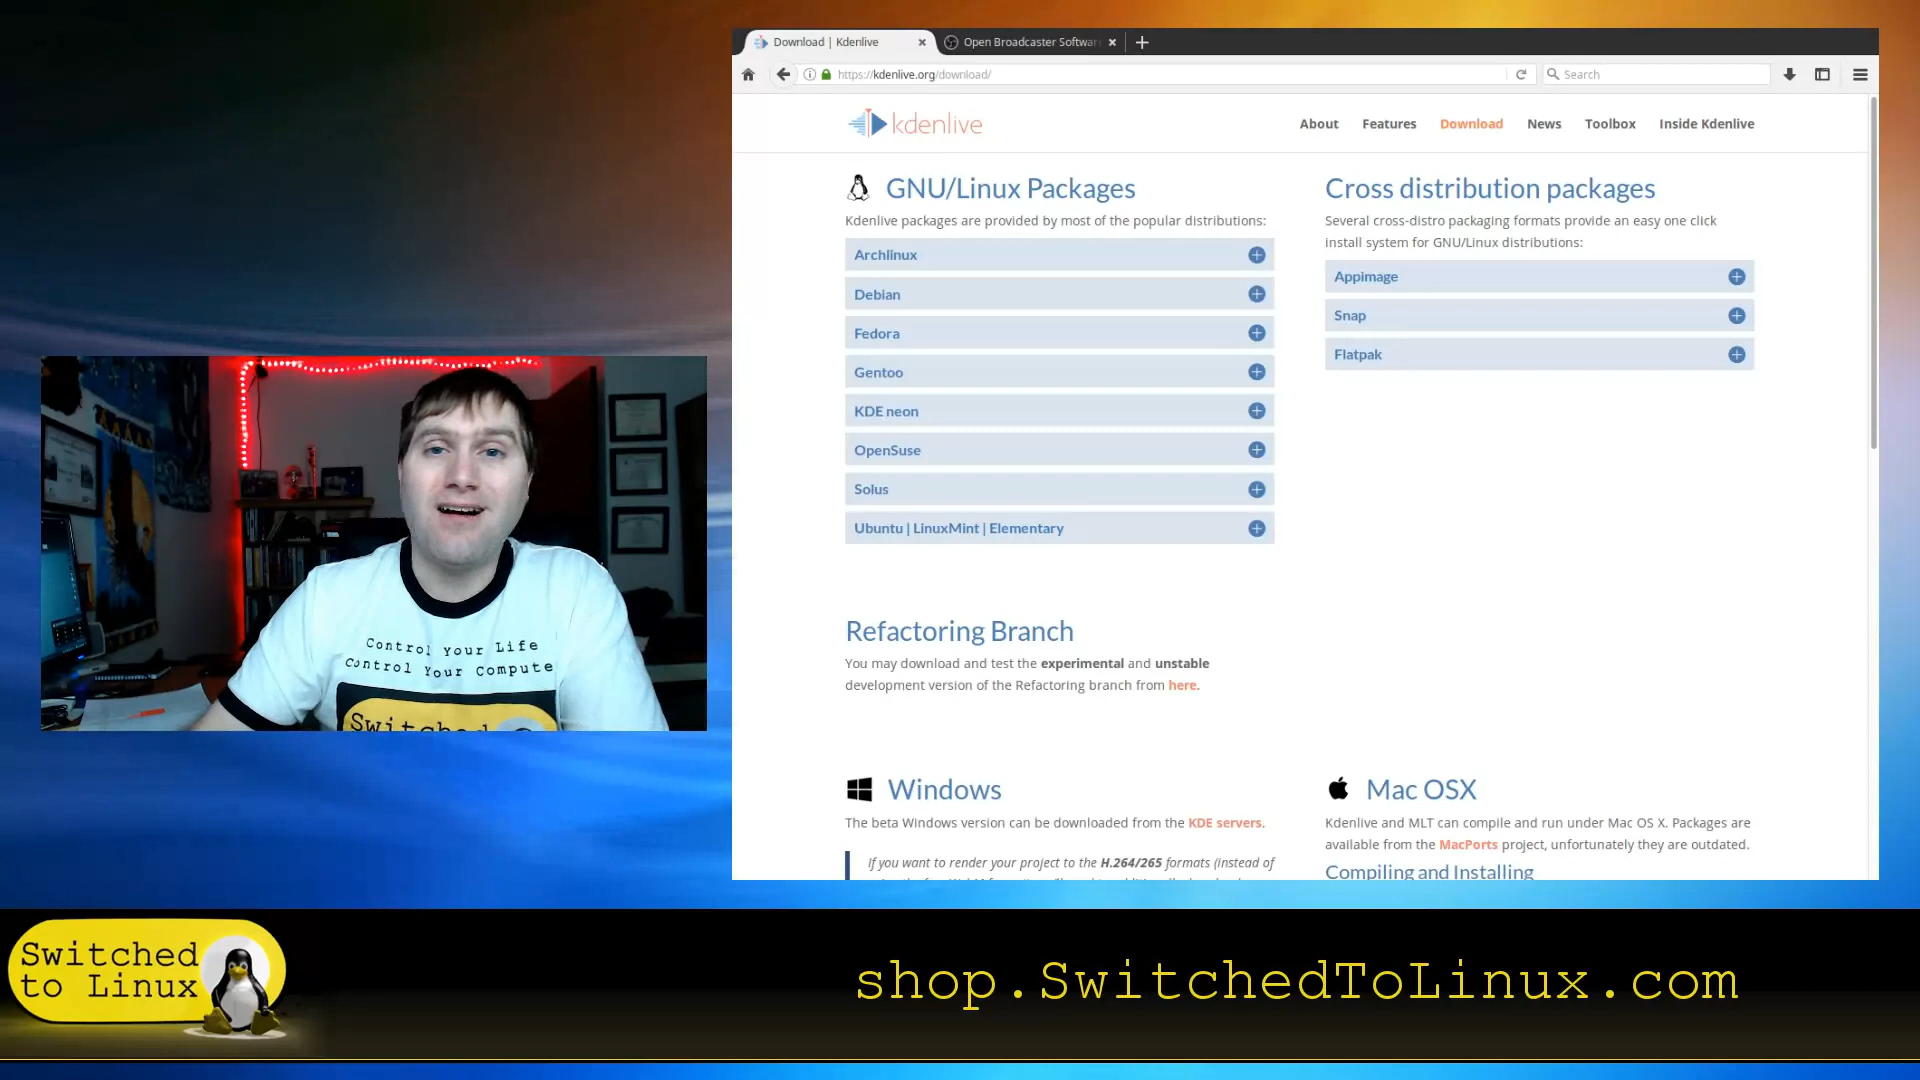 Download | Kdenlive
Open Broadcaster Software
https://kdenlive.org/download/
Search
kdenlive
About
Features
Download
News
Toolbox
Inside Kdenlive
GNU/Linux Packages
Kdenlive packages are provided by most of the popular distributions:
Archlinux
Debian
Fedora
Gentoo
KDE neon
OpenSuse
Solus
Ubuntu | LinuxMint | Elementary
Cross distribution packages
Several cross-distro packaging formats provide an easy one click
install system for GNU/Linux distributions:
Appimage
Snap
Flatpak
Refactoring Branch
You may download and test the experimental and unstable
development version of the Refactoring branch from here.
Windows
The beta Windows version can be downloaded from the KDE servers.
If you want to render your project to the H.264/265 formats (instead of
Mac OSX
Kdenlive and MLT can compile and run under Mac OS X. Packages are
available from the MacPorts project, unfortunately they are outdated.
Compiling and Installing
Control Your Life
Control Your Compute
Switched
Switched
to Linux
shop.SwitchedToLinux.com